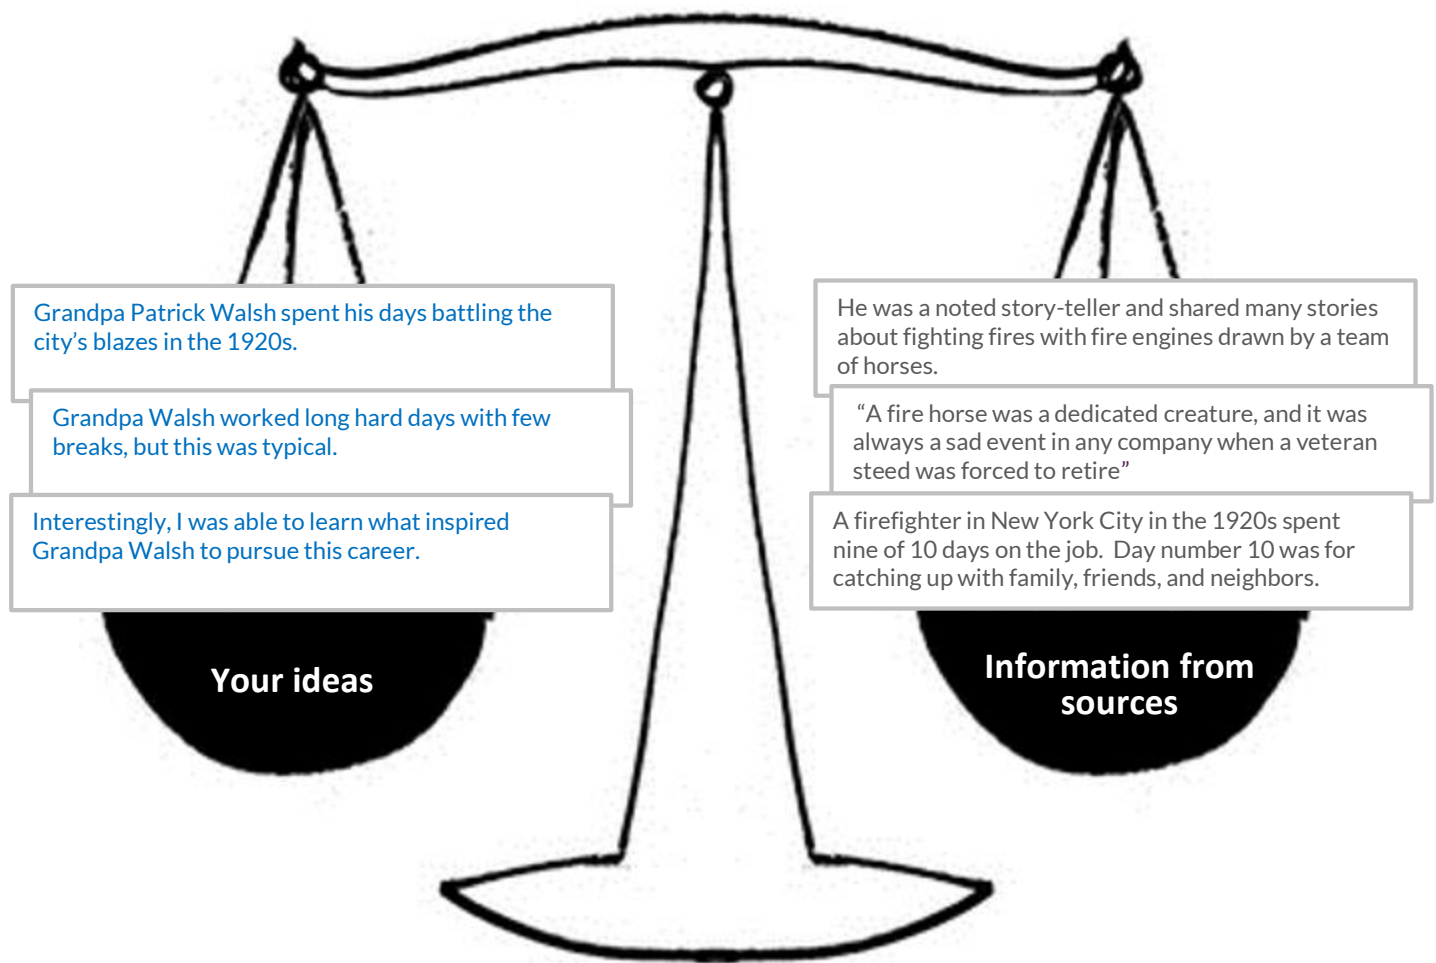 Grandpa Patrick Walsh spent his days battling the
city’s blazes in the 1920s.
Grandpa Walsh worked long hard days with few
breaks, but this was typical.
Interestingly, I was able to learn what inspired
Grandpa Walsh to pursue this career.
Your ideas
He was a noted story-teller and shared many stories
about fighting fires with fire engines drawn by a team
of horses.
“A fire horse was a dedicated creature, and it was
always a sad event in any company when a veteran
steed was forced to retire”
A firefighter in New York City in the 1920s spent
nine of 10 days on the job. Day number 10 was for
catching up with family, friends, and neighbors.
Information from
sources